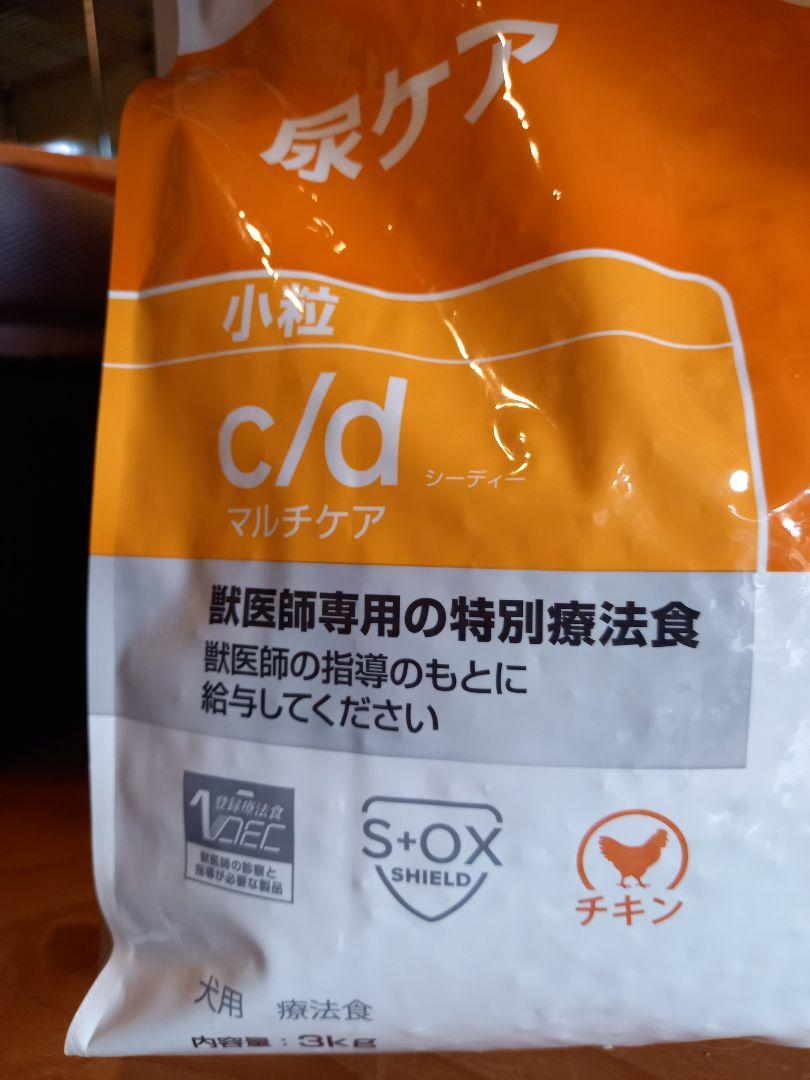 尿ケア
小粒
c/d シーディー
マルチケア
獣医師専用の特別療法食
獣医師の指導のもとに
給与してください
登録療法食
VDEC
獣医師の診察と
指導が必要な製品
S+OX
SHIELD
チキン
犬用 療法食
内容量:3kg